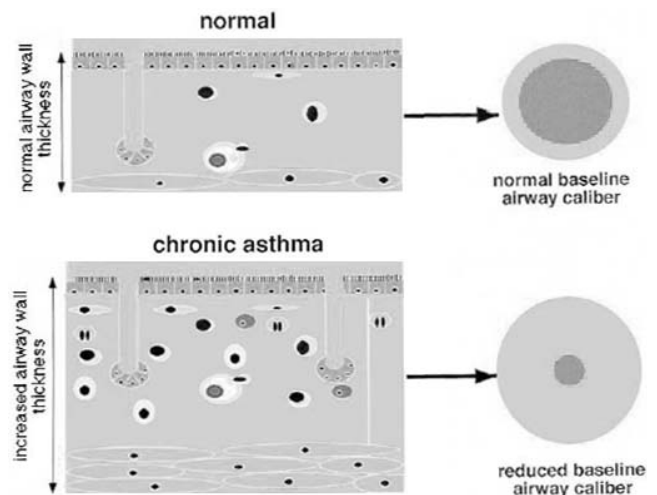 normal
normal airway wall
thickness
normal baseline
airway caliber
chronic asthma
increased airway wall
thickness
reduced baseline
airway caliber